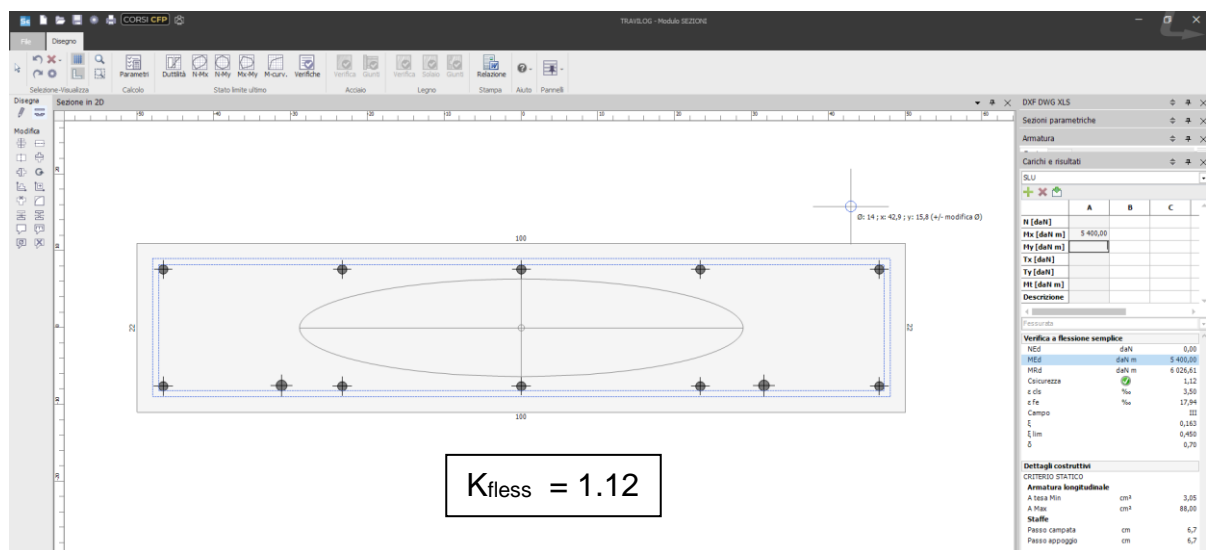 CORSI CFP
TRAVILOG - Modulo SEZIONI
File Disegno
Parametri Duttilità N-Mx N-My Mx-My M-curv. Verifiche Verifica Giunti Verifica Solaio Giunti Relazione
Selezione-Visualizza Calcolo Stato limite ultimo Acciaio Legno Stampa Aiuto Pannelli
Disegna
Sezione in 2D
Modifica
DXF DWG XLS
Sezioni parametriche
Armatura
Carichi e risultati
SLU
A B C
N [daN]
Mx [daN m] 5 400,00
My [daN m]
Tx [daN]
Ty [daN]
Mt [daN m]
Descrizione
Fessurata
Verifica a flessione semplice
NEd daN 0,00
MEd daN m 5 400,00
MRd daN m 6 026,61
Csicurezza 1,12
ε cls ‰ 3,50
ε fe ‰ 17,94
Campo III
ξ 0,163
ξ lim 0,450
δ 0,70
Dettagli costruttivi
CRITERIO STATICO
Armatura longitudinale
A tesa Min cm² 3,05
A Max cm² 88,00
Staffe
Passo campata cm 6,7
Passo appoggio cm 6,7
Ø: 14 ; x: 42,9 ; y: 15,8 (+/- modifica Ø)
100
22
22
100
Kfless = 1.12